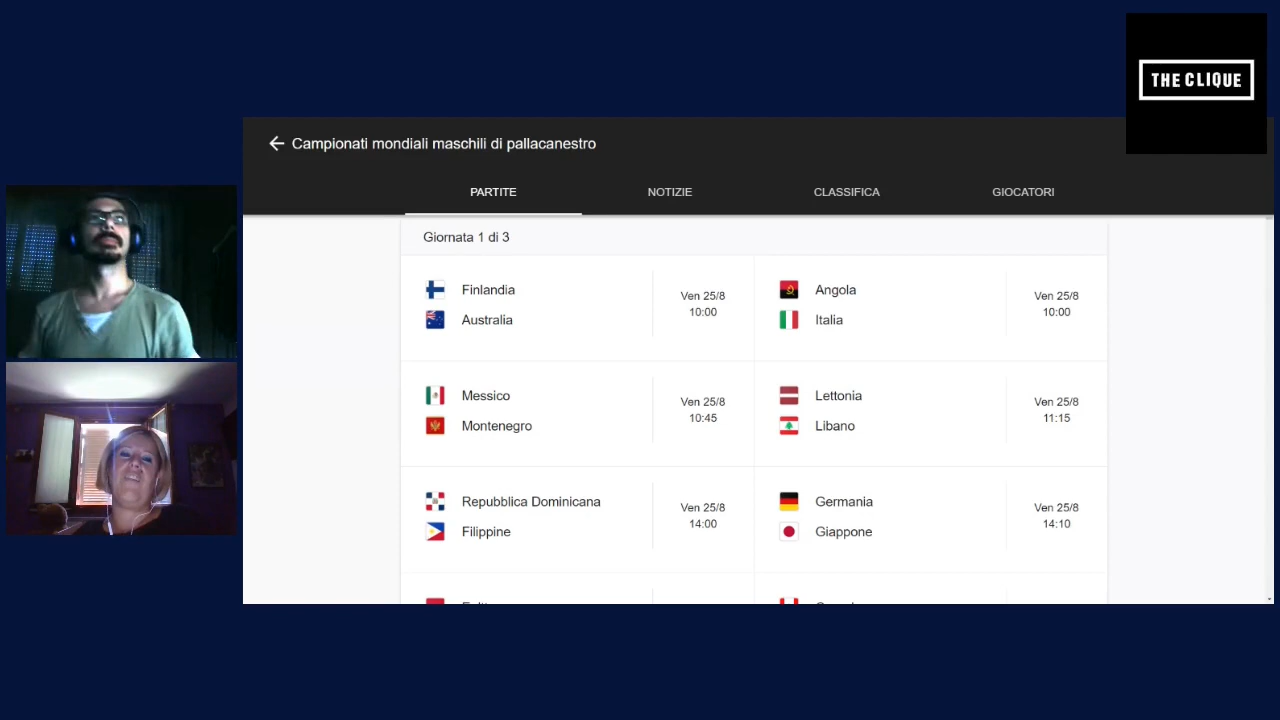 THE CLIQUE
Campionati mondiali maschili di pallacanestro
PARTITE
NOTIZIE
CLASSIFICA
GIOCATORI
Giornata 1 di 3
Finlandia
Australia
Ven 25/8
10:00
Angola
Italia
Ven 25/8
10:00
Messico
Montenegro
Ven 25/8
10:45
Lettonia
Libano
Ven 25/8
11:15
Repubblica Dominicana
Filippine
Ven 25/8
14:00
Germania
Giappone
Ven 25/8
14:10